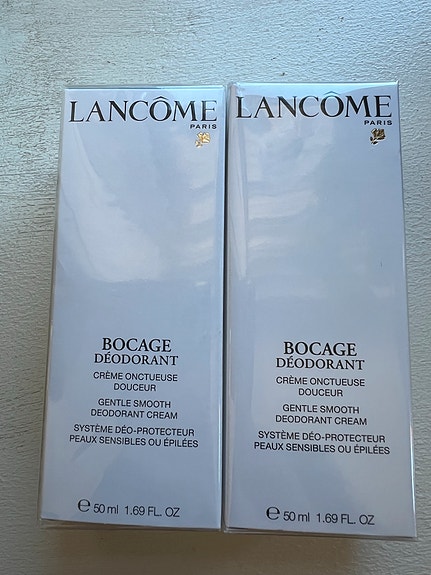 LANCÔME
PARIS
BOCAGE
DÉODORANT
CRÈME ONCTUEUSE
DOUCEUR
GENTLE SMOOTH
DEODORANT CREAM
SYSTÈME DÉO-PROTECTEUR
PEAUX SENSIBLES OU ÉPILÉES
℮ 50 ml 1.69 FL. OZ
LANCÔME
PARIS
BOCAGE
DÉODORANT
CRÈME ONCTUEUSE
DOUCEUR
GENTLE SMOOTH
DEODORANT CREAM
SYSTÈME DÉO-PROTECTEUR
PEAUX SENSIBLES OU ÉPILÉES
℮ 50 ml 1.69 FL. OZ